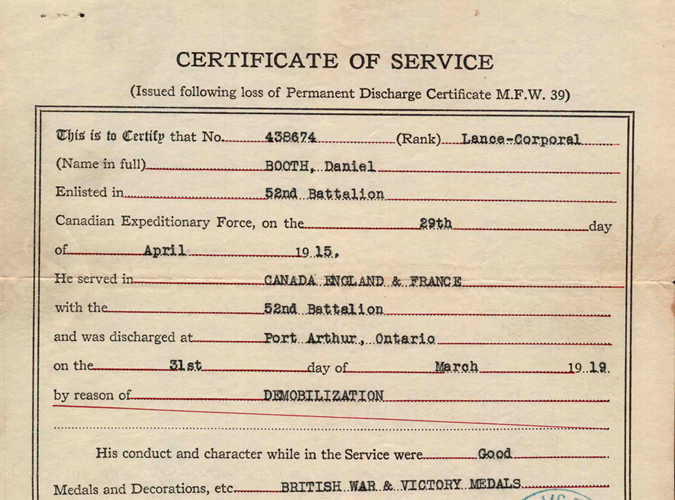 CERTIFICATE OF SERVICE
(Issued following loss of Permanent Discharge Certificate M.F.W. 39)
This is to Certify that No. 438674 (Rank) Lance-Corporal
(Name in full) BOOTH, Daniel
Enlisted in 52nd Battalion
Canadian Expeditionary Force, on the 29th day
of April 19 15.
He served in CANADA ENGLAND & FRANCE
with the 52nd Battalion
and was discharged at Port Arthur, Ontario
on the 31st day of March 19 19
by reason of DEMOBILIZATION
His conduct and character while in the Service were Good
Medals and Decorations, etc. BRITISH WAR & VICTORY MEDALS